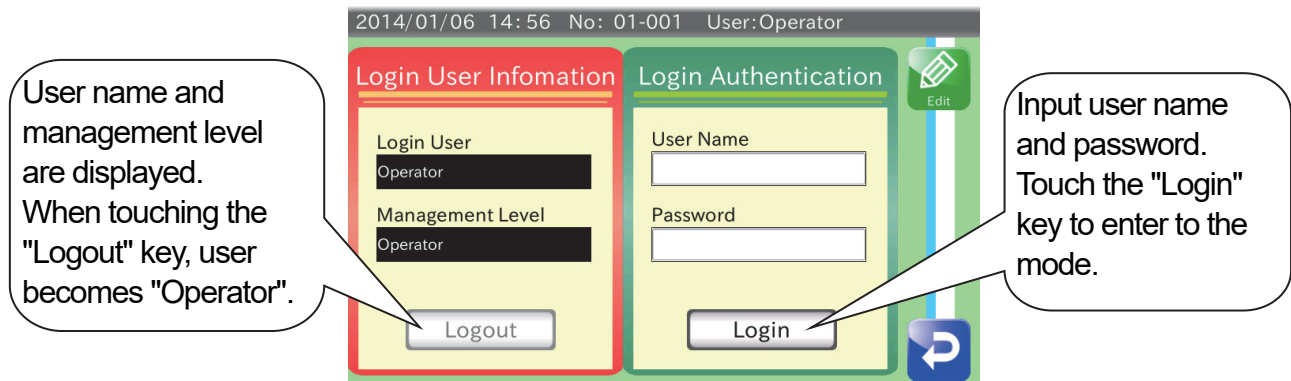 2014/01/06 14:56 No: 01-001 User:Operator
User name and
management level
are displayed.
When touching the
"Logout" key, user
becomes "Operator".
Login User Infomation
Login User
Operator
Management Level
Operator
Logout
Login Authentication
User Name
Password
Login
Edit
Input user name
and password.
Touch the "Login"
key to enter to the
mode.